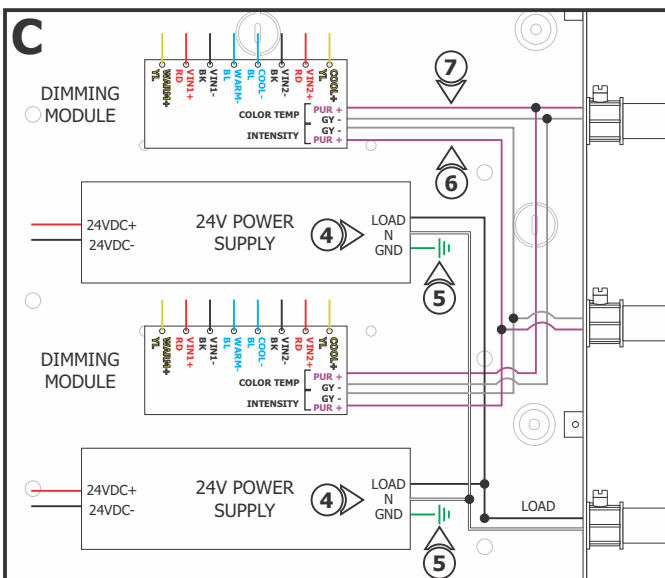 C
DIMMING
MODULE
YL WARM+
RD VIN1+
BK VIN1-
BL WARM-
BL COOL-
BK VIN2-
RD VIN2+
YL COOL+
COLOR TEMP
PUR +
GY -
INTENSITY
GY -
PUR +
7
6
24VDC+
24VDC-
24V POWER
SUPPLY
4
LOAD
N
GND
5
DIMMING
MODULE
YL WARM+
RD VIN1+
BK VIN1-
BL WARM-
BL COOL-
BK VIN2-
RD VIN2+
YL COOL+
COLOR TEMP
PUR +
GY -
INTENSITY
GY -
PUR +
24VDC+
24VDC-
24V POWER
SUPPLY
4
LOAD
N
GND
5
LOAD